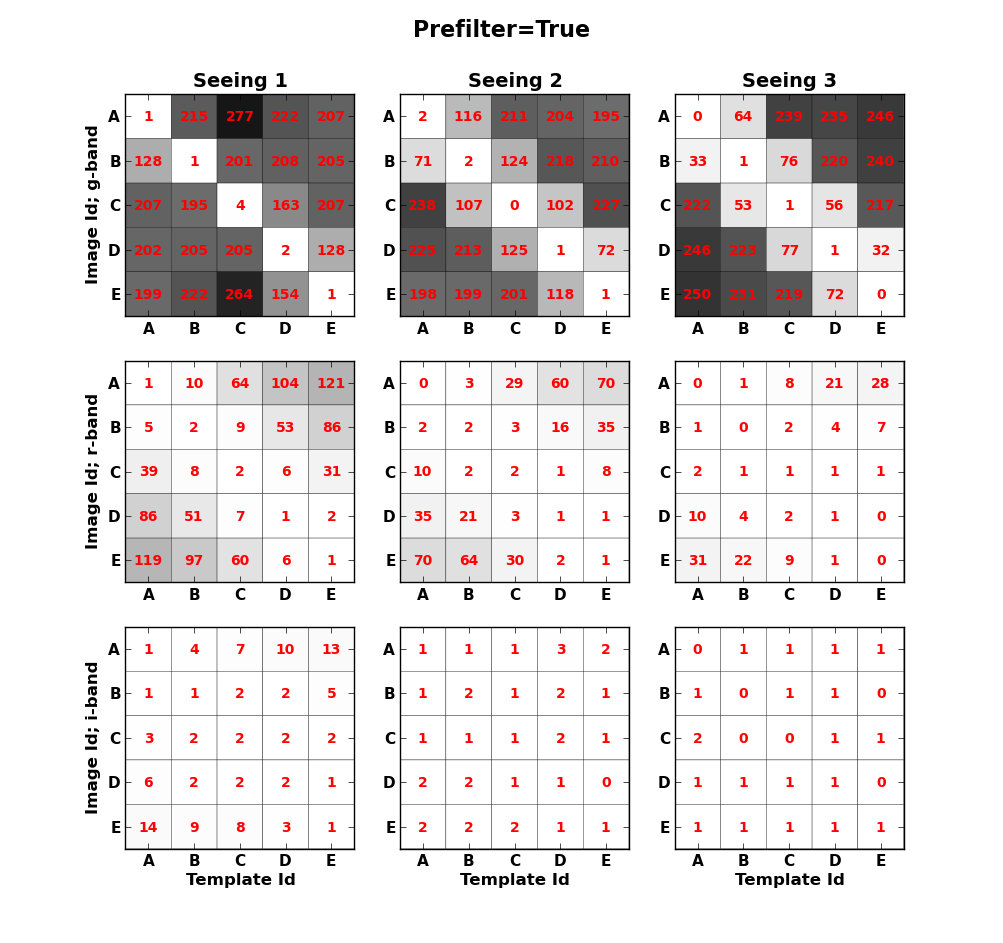 Prefilter=True
Seeing 1 Seeing 2 Seeing 3
Image Id; g-band
A 1 215 277 222 207 A 2 116 211 204 195 A 0 64 239 235 246
B 128 1 201 208 205 B 71 2 124 218 210 B 33 1 76 230 240
C 207 195 4 163 207 C 238 107 0 102 227 C 222 53 1 56 217
D 202 205 205 2 128 D 225 213 125 1 72 D 246 223 77 1 32
E 199 222 264 154 1 E 198 199 201 118 1 E 250 231 219 72 0
A B C D E A B C D E A B C D E
Image Id; r-band
A 1 10 64 104 121 A 0 3 29 60 70 A 0 1 8 21 28
B 5 2 9 53 86 B 2 2 3 16 35 B 1 0 2 4 7
C 39 8 2 6 31 C 10 2 2 1 8 C 2 1 1 1 1
D 86 51 7 1 2 D 35 21 3 1 1 D 10 4 2 1 0
E 119 97 60 6 1 E 70 64 30 2 1 E 31 22 9 1 0
A B C D E A B C D E A B C D E
Image Id; i-band
A 1 4 7 10 13 A 1 1 1 3 2 A 0 1 1 1 1
B 1 1 2 2 5 B 1 2 1 2 1 B 1 0 1 1 0
C 3 2 2 2 2 C 1 1 1 2 1 C 2 0 0 1 1
D 6 2 2 2 1 D 2 2 1 1 0 D 1 1 1 1 0
E 14 9 8 3 1 E 2 2 2 1 1 E 1 1 1 1 1
A B C D E A B C D E A B C D E
Template Id Template Id Template Id